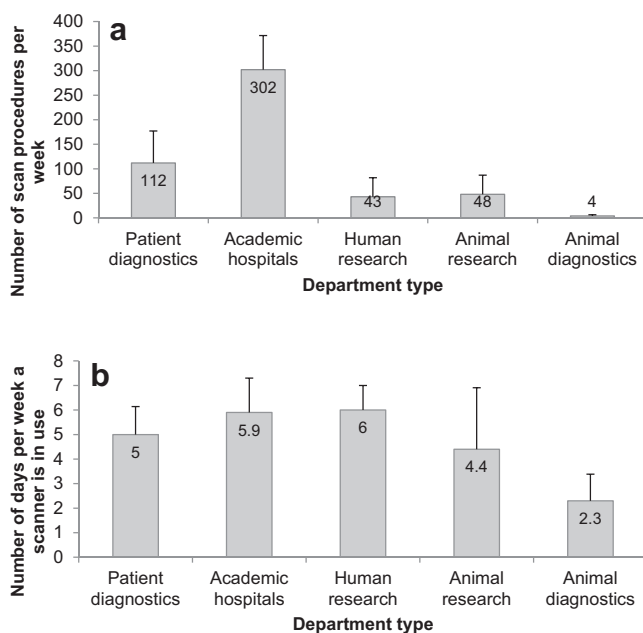 a
Number of scan procedures per
week
400
350
300
250
200
150
100
50
0
112
302
43
48
4
Patient
diagnostics
Academic
hospitals
Human
research
Animal
research
Animal
diagnostics
Department type
b
Number of days per week a
scanner is in use
8
7
6
5
4
3
2
1
0
5
5.9
6
4.4
2.3
Patient
diagnostics
Academic
hospitals
Human
research
Animal
research
Animal
diagnostics
Department type